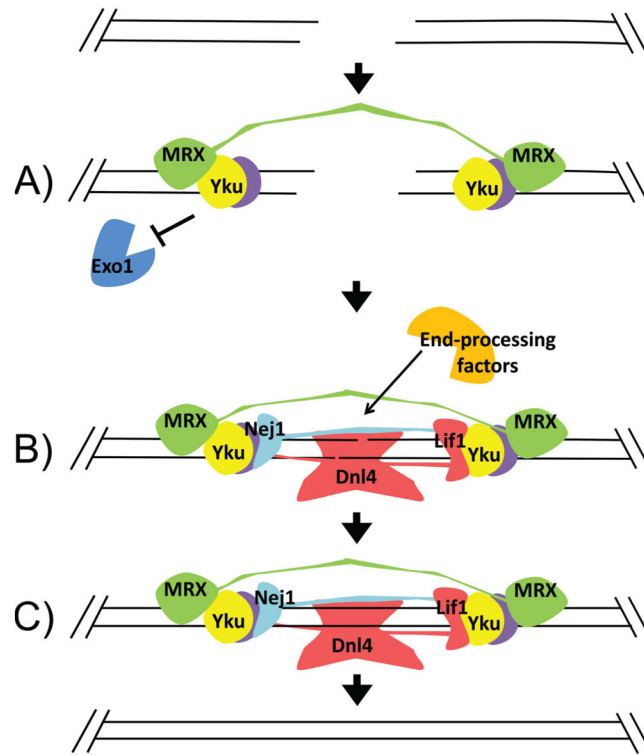 A)
MRX
MRX
Yku
Yku
Exo1
End-processing
factors
B)
MRX
Nej1
Lif1
MRX
Yku
Yku
Dnl4
C)
MRX
Nej1
Lif1
MRX
Yku
Yku
Dnl4